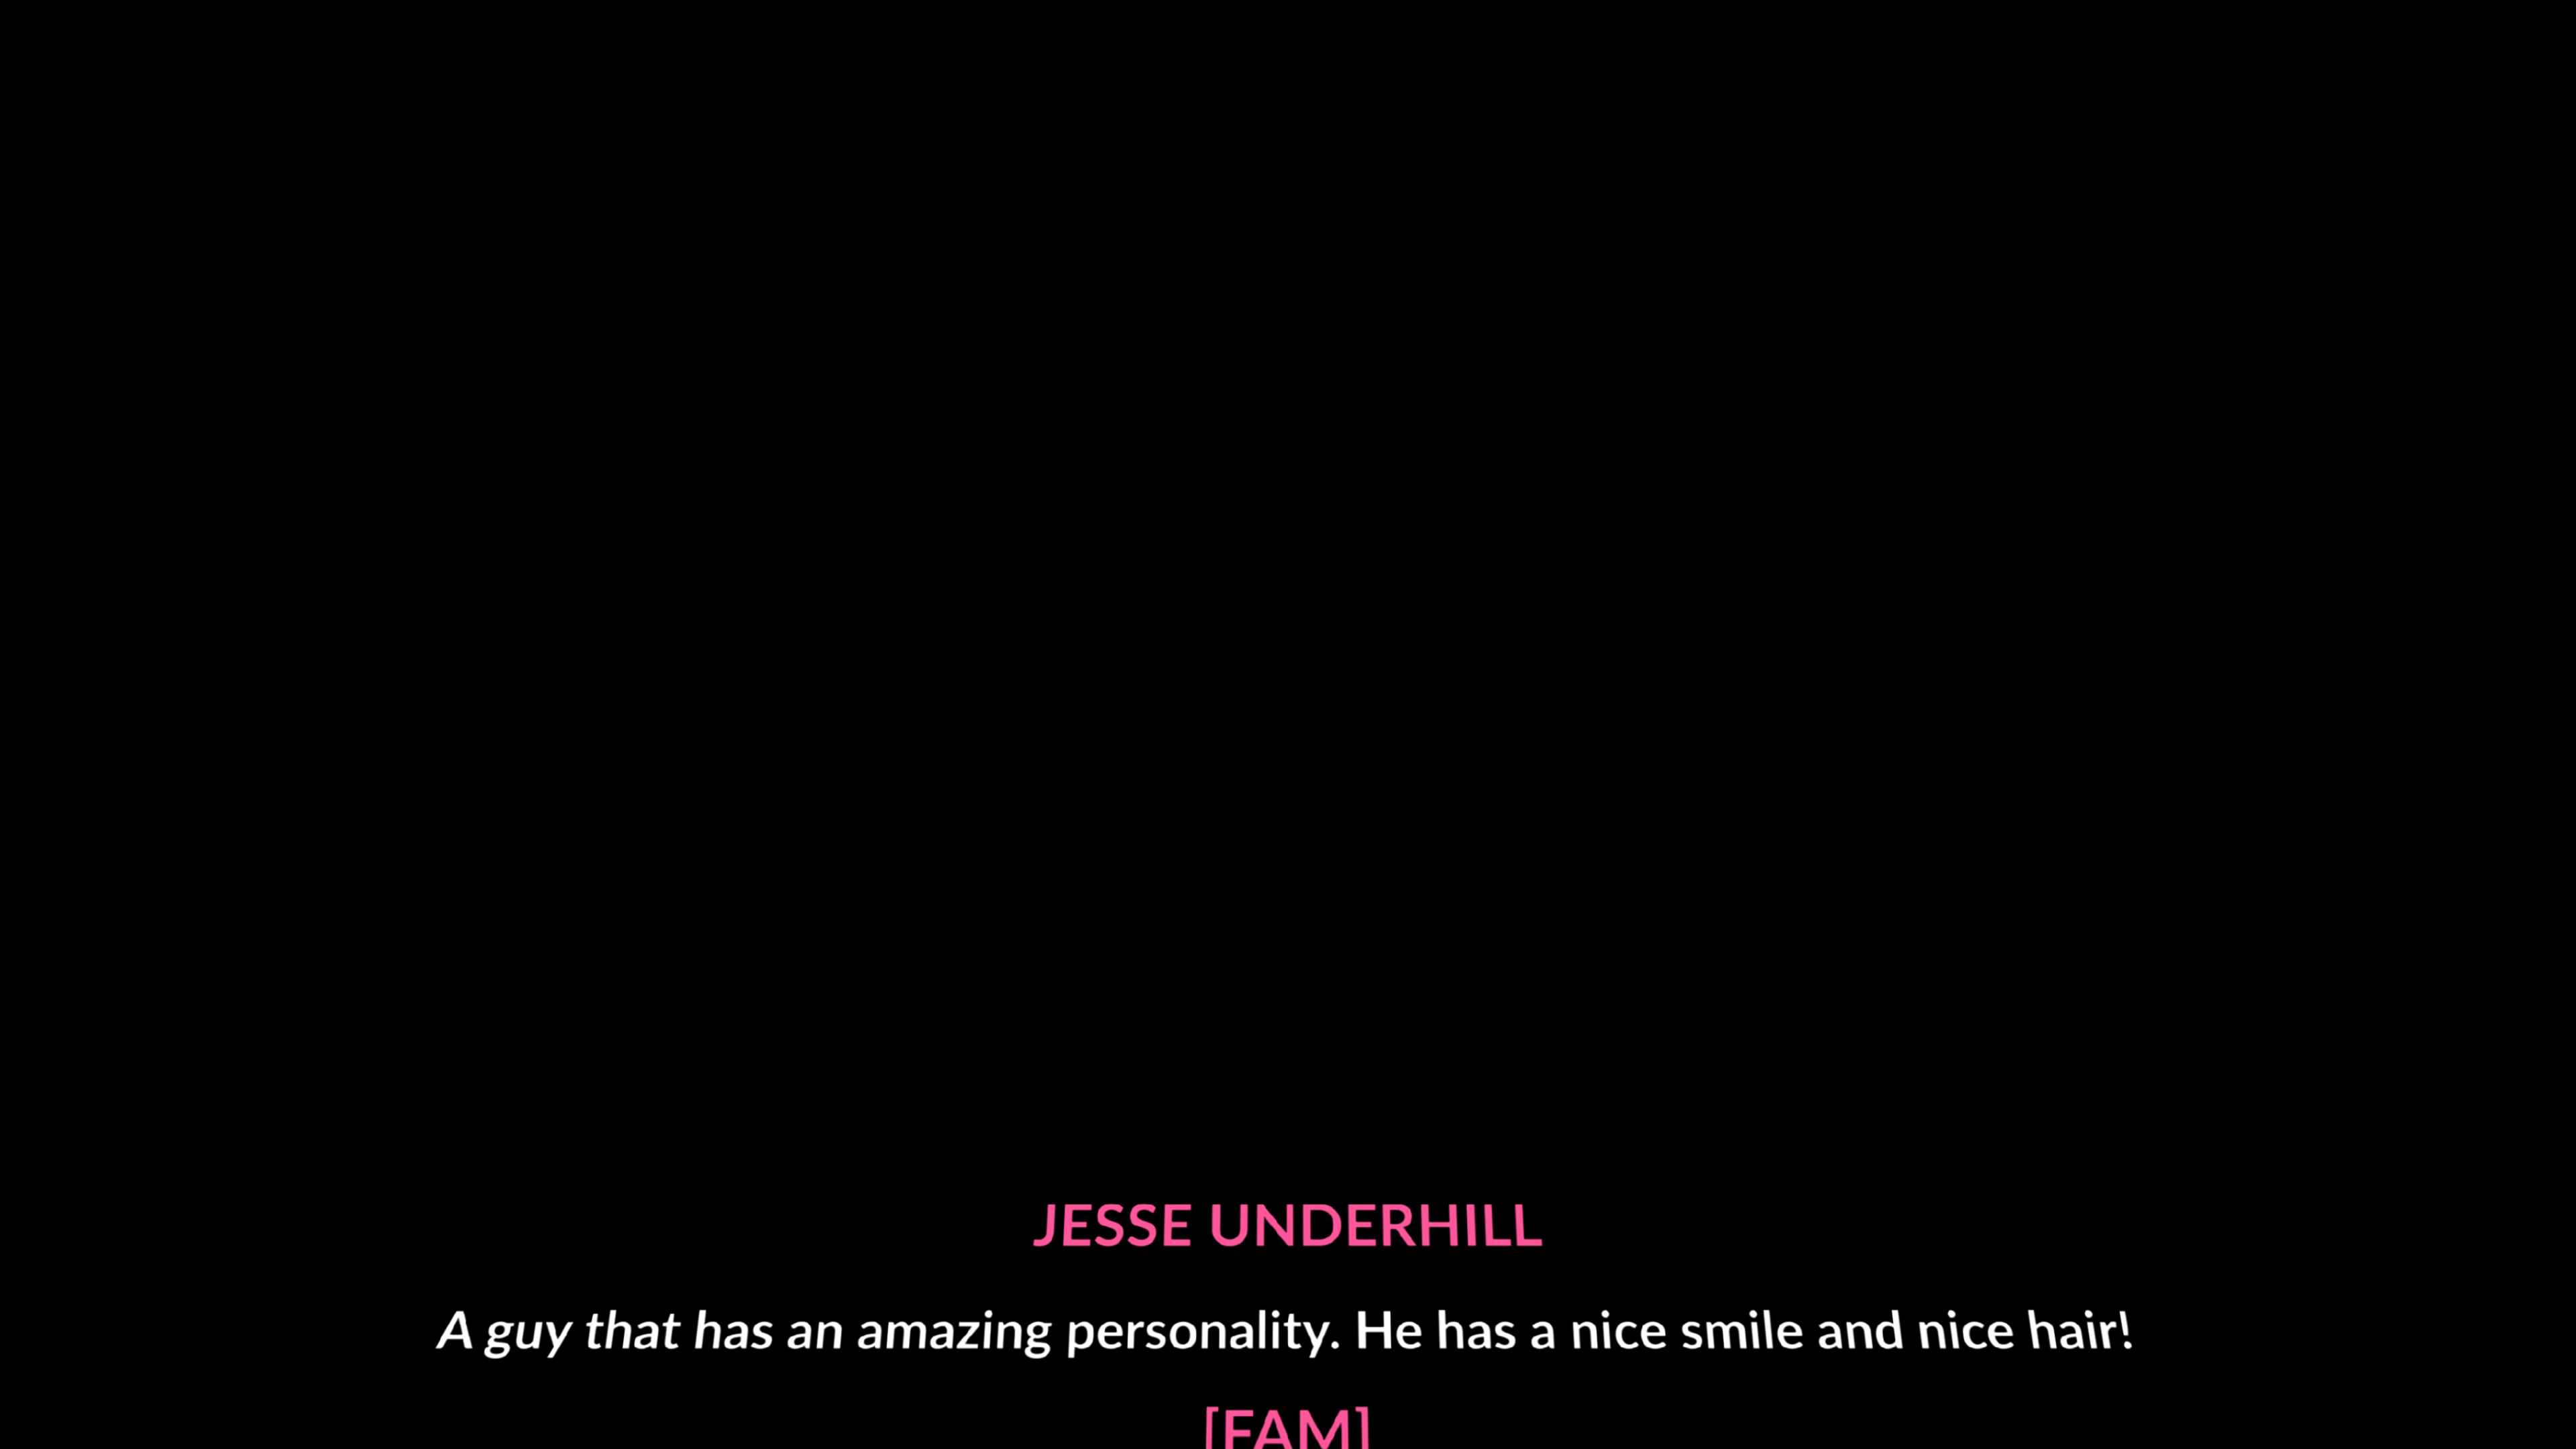 JESSE UNDERHILL
A guy that has an amazing personality. He has a nice smile and nice hair!
[FAM]